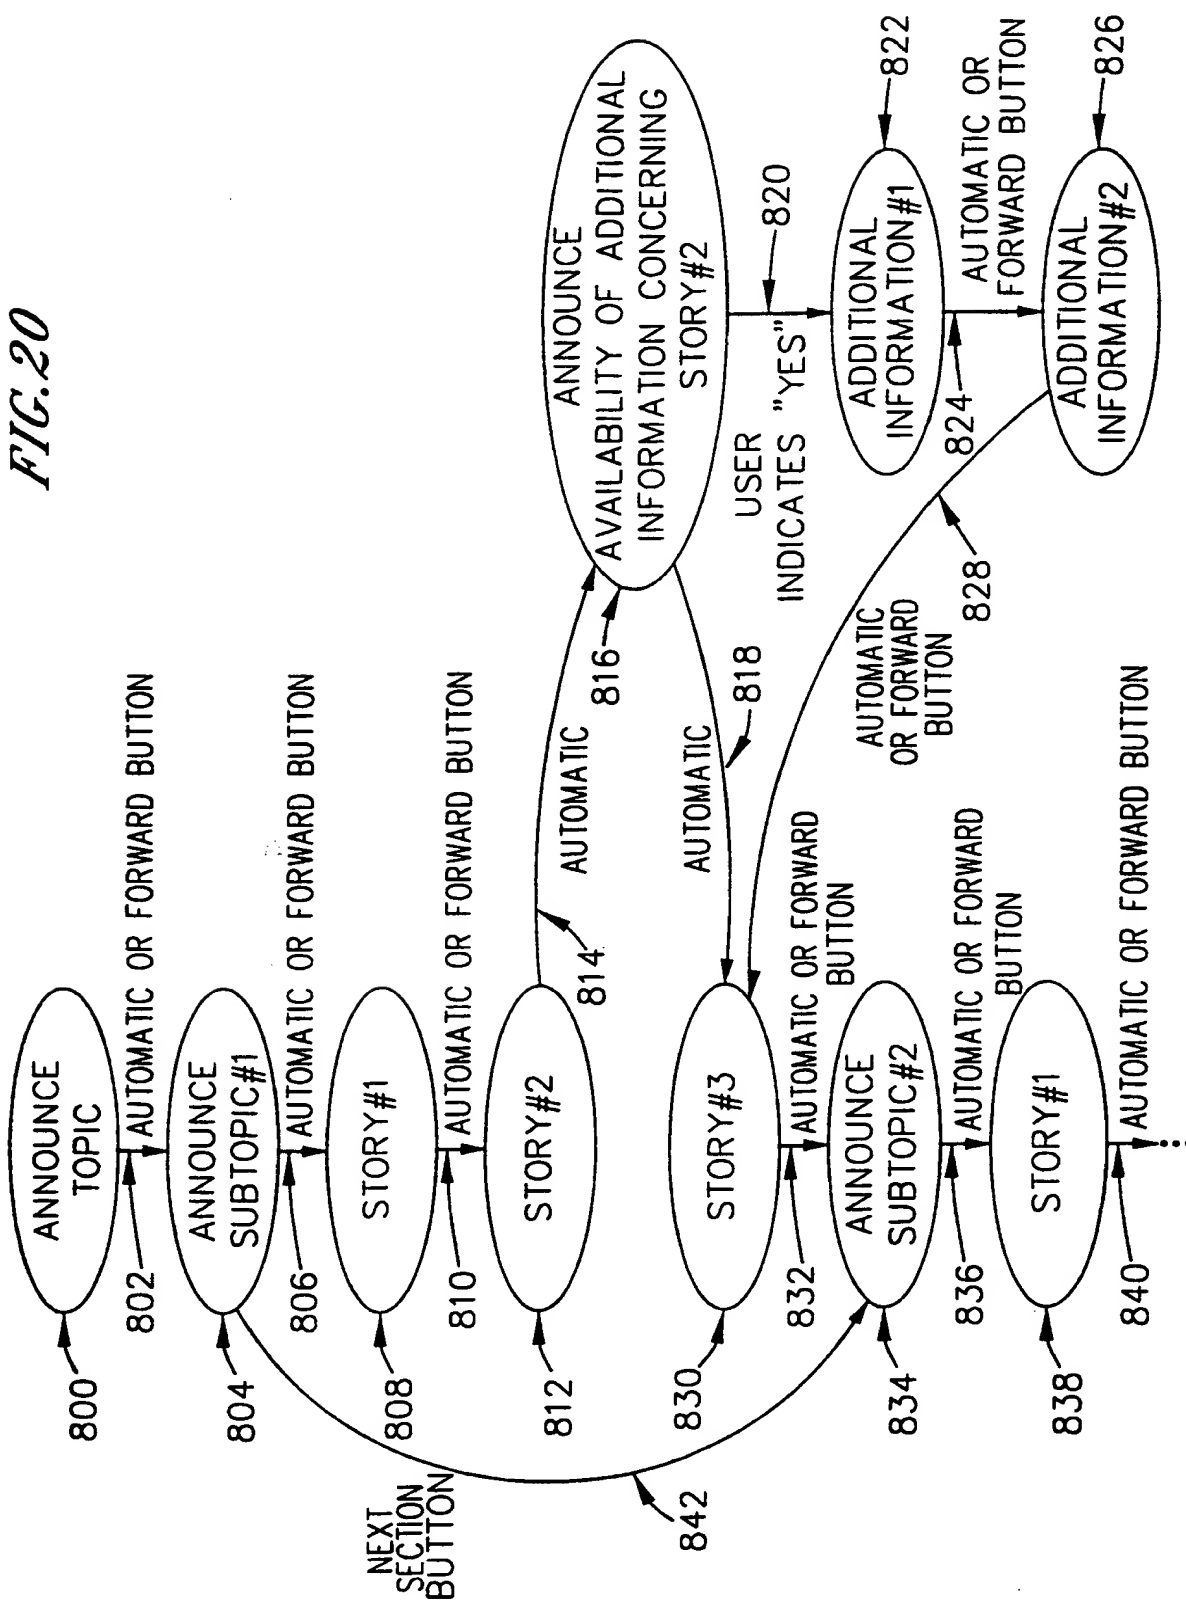 FIG.20
800
ANNOUNCE
TOPIC
802
AUTOMATIC OR FORWARD BUTTON
804
ANNOUNCE
SUBTOPIC#1
806
AUTOMATIC OR FORWARD BUTTON
808
STORY#1
810
AUTOMATIC OR FORWARD BUTTON
812
STORY#2
814
AUTOMATIC
816
ANNOUNCE
AVAILABILITY OF ADDITIONAL
INFORMATION CONCERNING
STORY#2
818
AUTOMATIC
820
USER
INDICATES "YES"
822
ADDITIONAL
INFORMATION#1
824
AUTOMATIC OR
FORWARD BUTTON
826
ADDITIONAL
INFORMATION#2
828
AUTOMATIC
OR FORWARD
BUTTON
830
STORY#3
832
AUTOMATIC OR FORWARD
BUTTON
834
ANNOUNCE
SUBTOPIC#2
836
AUTOMATIC OR FORWARD
BUTTON
838
STORY#1
840
AUTOMATIC OR FORWARD BUTTON
842
NEXT
SECTION
BUTTON